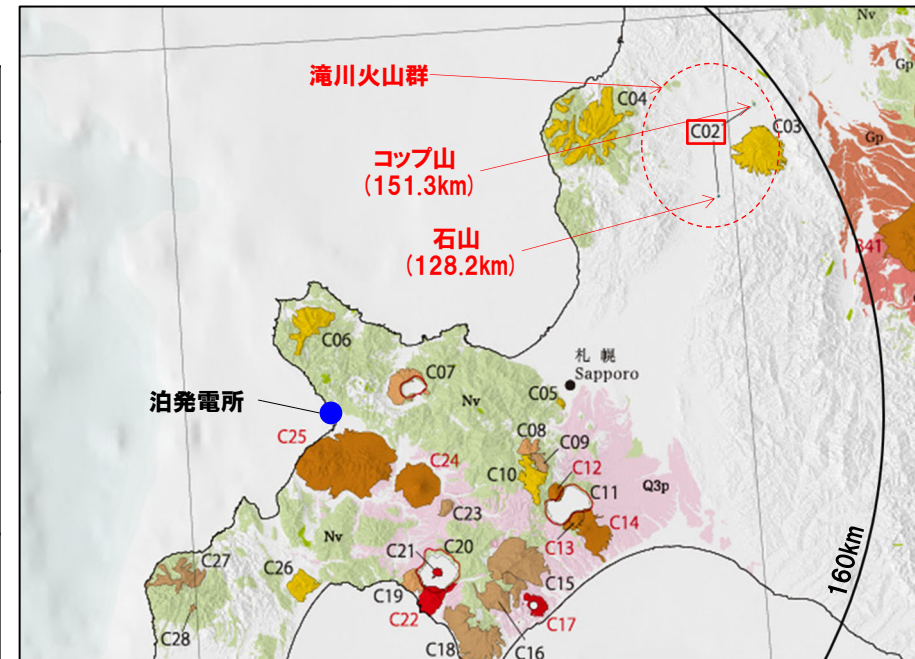 Nv
Gp
滝川火山群
C04
C02
C03
Gp
コップ山
(151.3km)
石山
(128.2km)
B41
C06
札 幌
Sapporo
C07
泊発電所
Nv
C05
C25
C08
C09
C24
C10
C12
C11
Q3p
C23
C13
C14
Nv
C21
C20
C27
C26
C15
160km
C19
C22
C17
C28
C18
C16